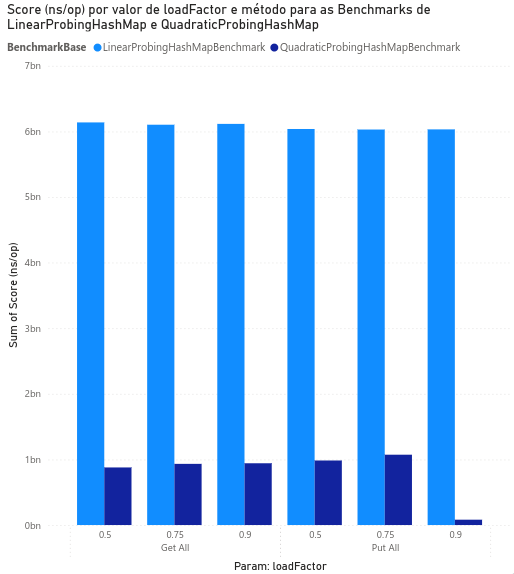 Score (ns/op) por valor de loadFactor e método para as Benchmarks de
LinearProbingHashMap e QuadraticProbingHashMap
BenchmarkBase LinearProbingHashMapBenchmark QuadraticProbingHashMapBenchmark
7bn
6bn
5bn
4bn
3bn
2bn
1bn
0bn
Sum of Score (ns/op)
0.5 0.75 0.9 0.5 0.75 0.9
Get All Put All
Param: loadFactor